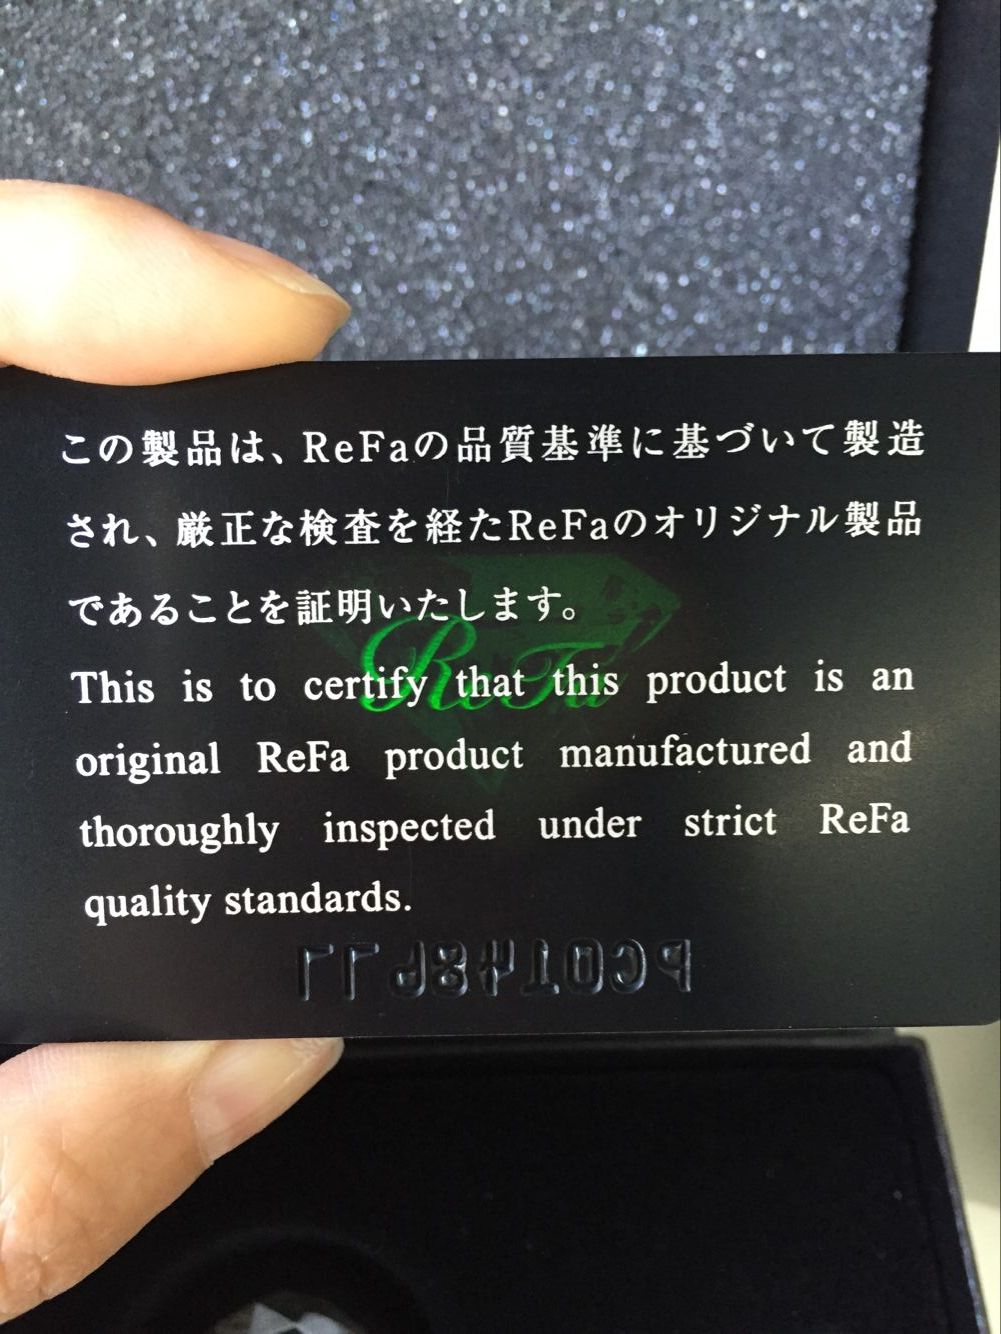 この製品は、ReFaの品質基準に基づいて製造
され、厳正な検査を経たReFaのオリジナル製品
であることを証明いたします。
ReFa
This is to certify that this product is an
original ReFa product manufactured and
thoroughly inspected under strict ReFa
quality standards.